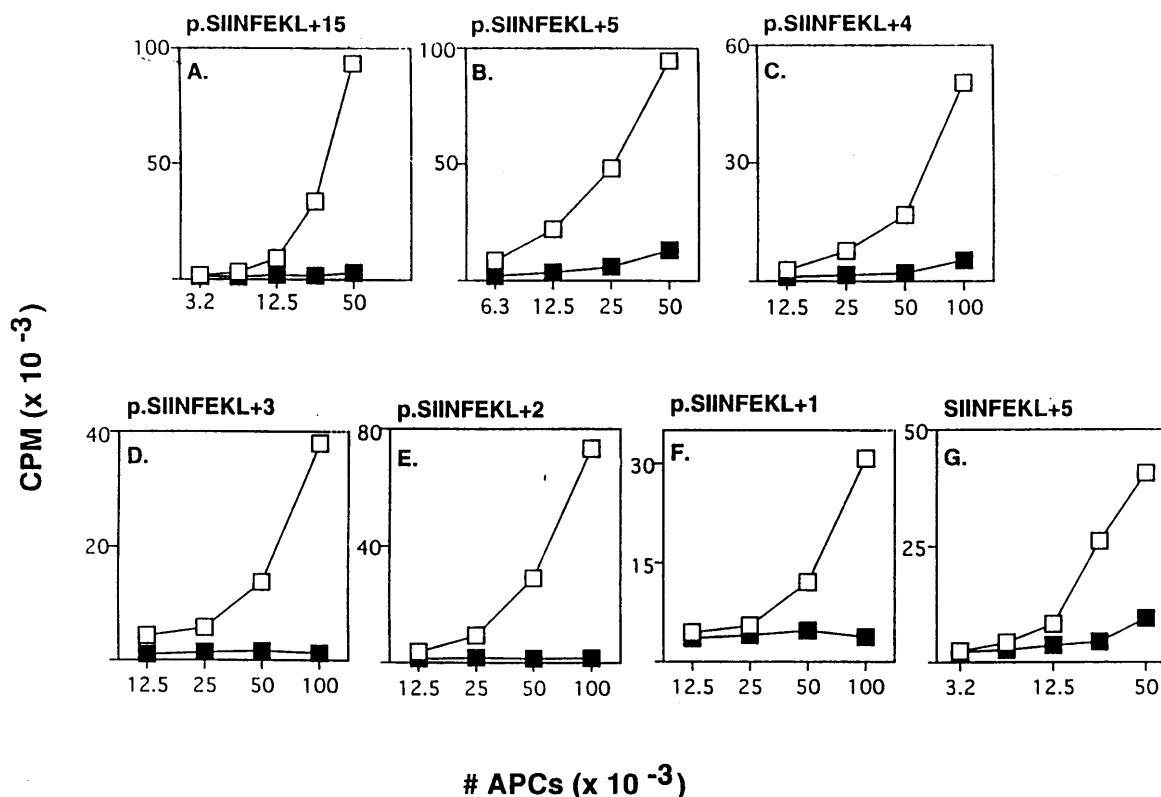 p.SIINFEKL+15
A.
100
50
3.2 12.5 50
p.SIINFEKL+5
B.
100
50
6.3 12.5 25 50
p.SIINFEKL+4
C.
60
30
12.5 25 50 100
p.SIINFEKL+3
D.
40
20
12.5 25 50 100
p.SIINFEKL+2
E.
80
40
12.5 25 50 100
p.SIINFEKL+1
F.
30
15
12.5 25 50 100
SIINFEKL+5
G.
50
25
3.2 12.5 50
CPM (x 10 -3)
# APCs (x 10 -3)